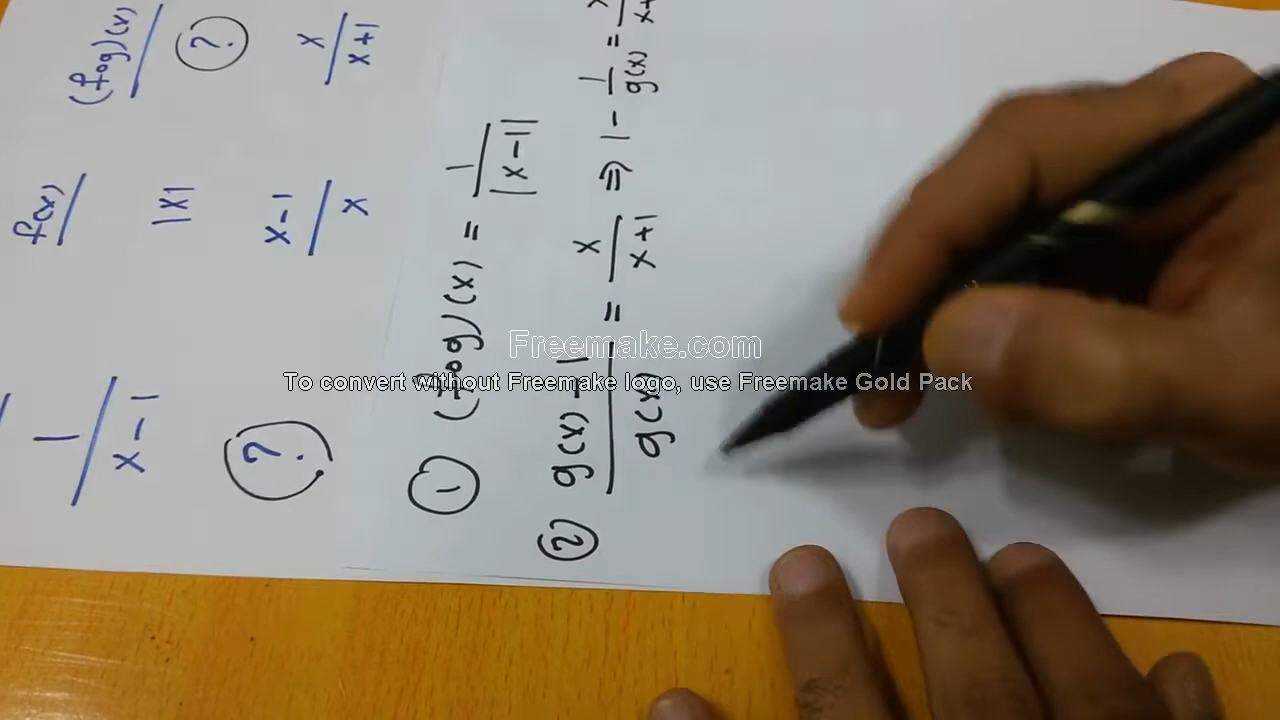 f(x) (fog)(x)
1/(x-1) |x| ?
? (x-1)/x x/(x+1)
① (fog)(x) = 1/|x-1|
② (g(x)-1)/g(x) = x/(x+1) ⇒ 1 - 1/g(x) =
Freemake.com
To convert without Freemake logo, use Freemake Gold Pack